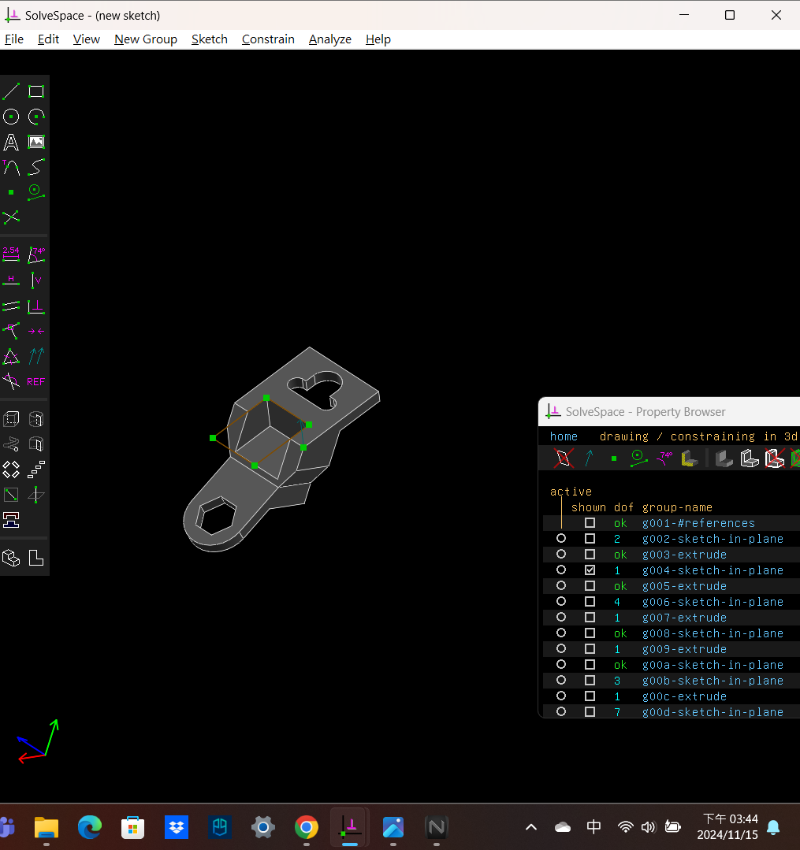 SolveSpace - (new sketch)
File Edit View New Group Sketch Constrain Analyze Help
2.54 74°
H V
REF
SolveSpace - Property Browser
home drawing / constraining in 3d
74°
active
shown dof group-name
ok g001-#references
2 g002-sketch-in-plane
ok g003-extrude
1 g004-sketch-in-plane
ok g005-extrude
4 g006-sketch-in-plane
1 g007-extrude
ok g008-sketch-in-plane
1 g009-extrude
ok g00a-sketch-in-plane
3 g00b-sketch-in-plane
1 g00c-extrude
7 g00d-sketch-in-plane
中
下午 03:44
2024/11/15